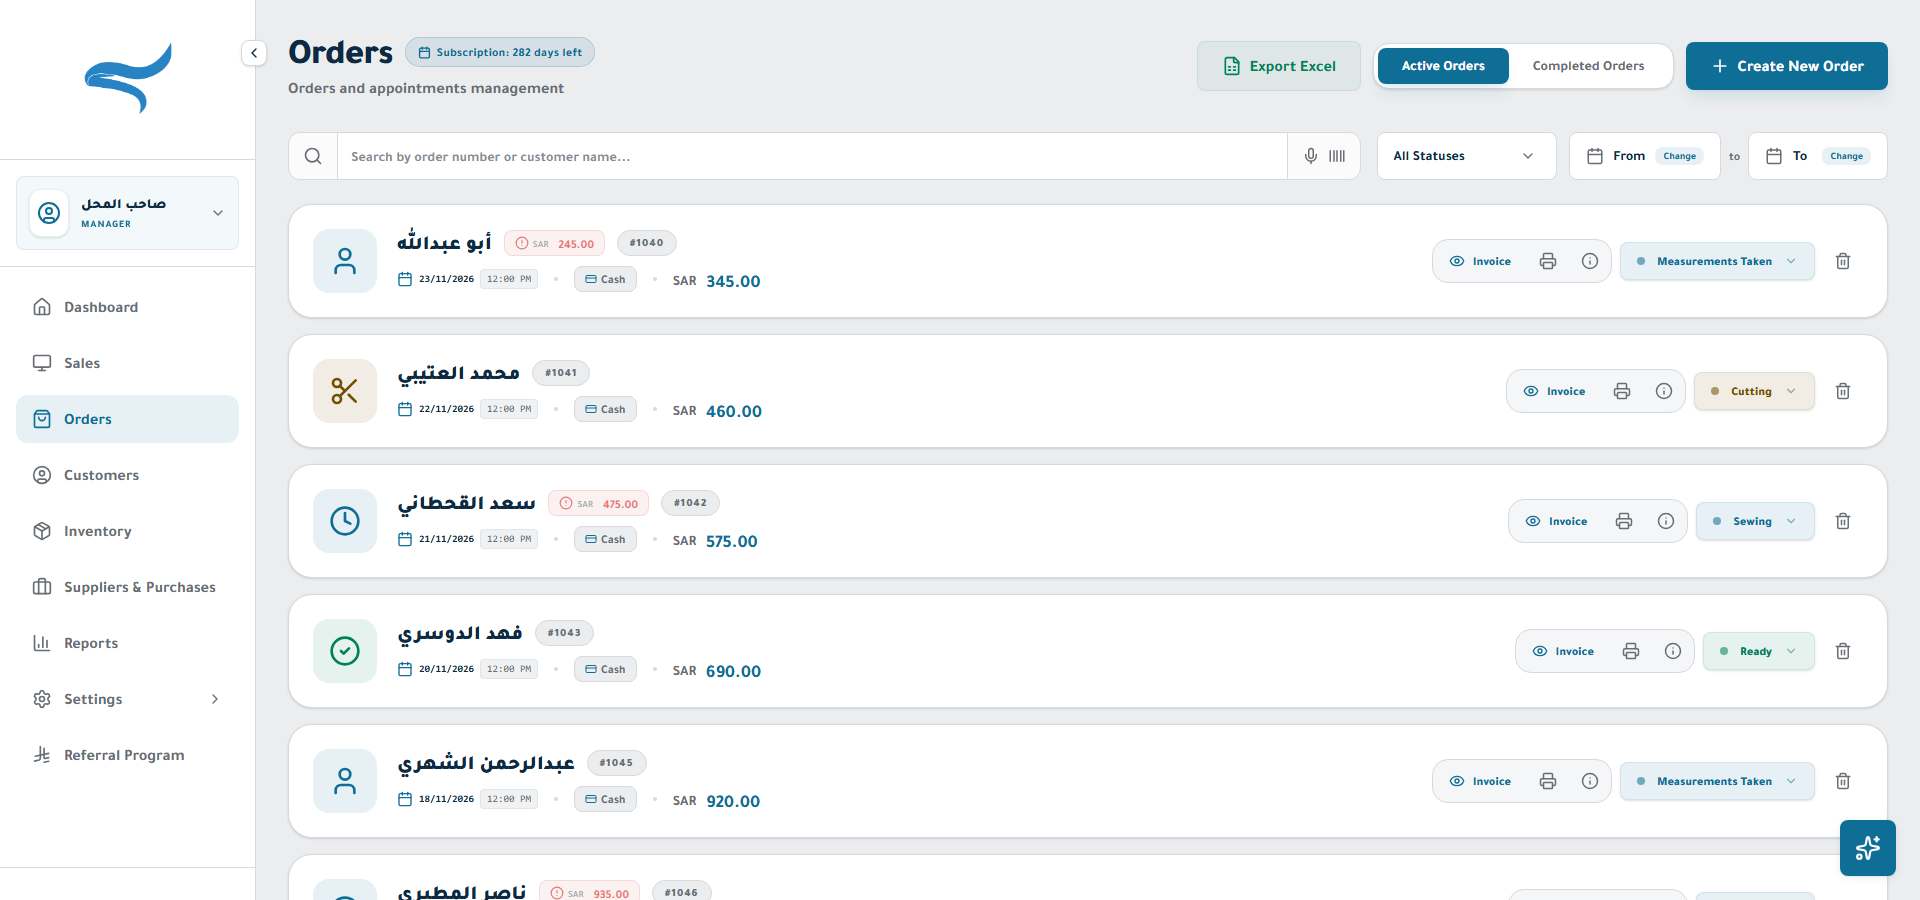 Orders
Subscription: 282 days left
Orders and appointments management
Export Excel
Active Orders
Completed Orders
Create New Order
صاحب المحل
MANAGER
Dashboard
Sales
Orders
Customers
Inventory
Suppliers & Purchases
Reports
Settings
Referral Program
Search by order number or customer name...
All Statuses
From Change
to
To Change
أبو عبدالله SAR 245.00 #1040
23/11/2026 12:00 PM Cash SAR 345.00
Invoice
Measurements Taken
محمد العتيبي #1041
22/11/2026 12:00 PM Cash SAR 460.00
Invoice
Cutting
سعد القحطاني SAR 475.00 #1042
21/11/2026 12:00 PM Cash SAR 575.00
Invoice
Sewing
فهد الدوسري #1043
20/11/2026 12:00 PM Cash SAR 690.00
Invoice
Ready
عبدالرحمن الشهري #1045
18/11/2026 12:00 PM Cash SAR 920.00
Invoice
Measurements Taken
ناصر المطيري SAR 935.00 #1046